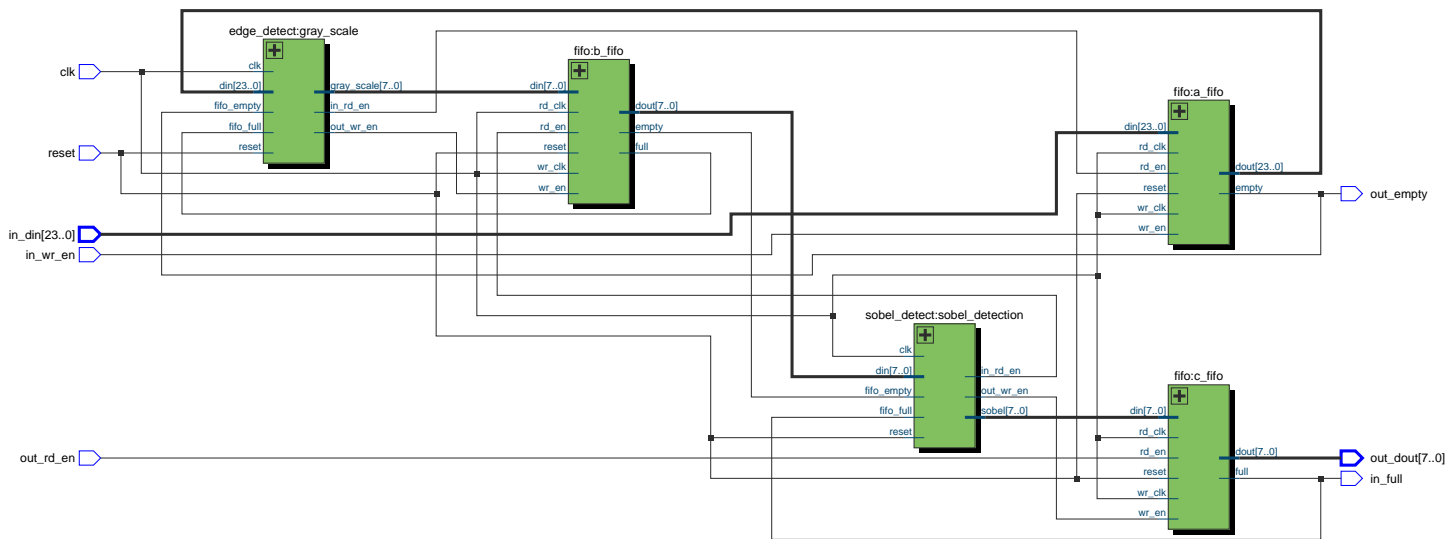 edge_detect:gray_scale
clk
din[23..0]
fifo_empty
fifo_full
reset
gray_scale[7..0]
in_rd_en
out_wr_en
fifo:b_fifo
din[7..0]
rd_clk
rd_en
reset
wr_clk
wr_en
dout[7..0]
empty
full
fifo:a_fifo
din[23..0]
rd_clk
rd_en
reset
wr_clk
wr_en
dout[23..0]
empty
clk
reset
in_din[23..0]
in_wr_en
out_rd_en
out_empty
sobel_detect:sobel_detection
clk
din[7..0]
fifo_empty
fifo_full
reset
in_rd_en
out_wr_en
sobel[7..0]
fifo:c_fifo
din[7..0]
rd_clk
rd_en
reset
wr_clk
wr_en
dout[7..0]
full
out_dout[7..0]
in_full